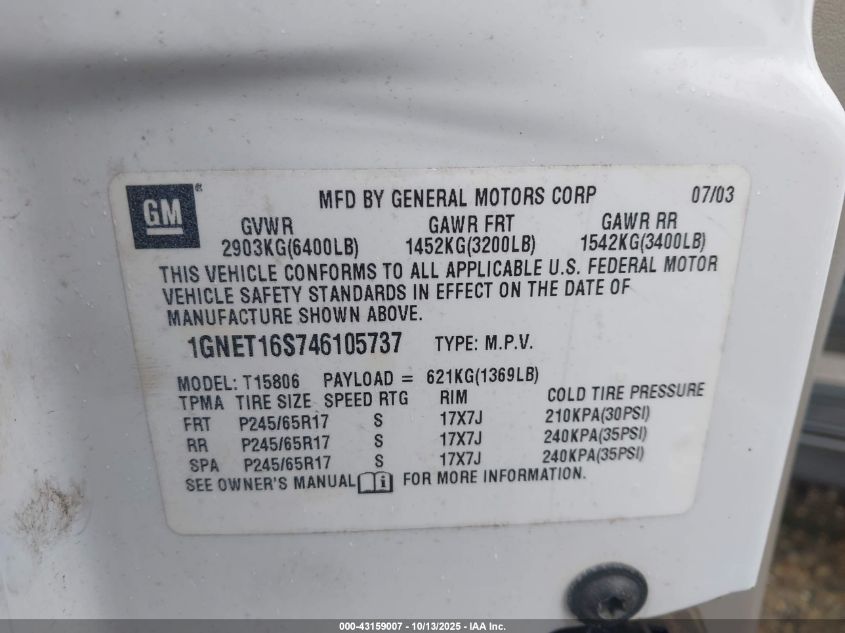 GM®
MFD BY GENERAL MOTORS CORP 07/03
GVWR GAWR FRT GAWR RR
2903KG(6400LB) 1452KG(3200LB) 1542KG(3400LB)
THIS VEHICLE CONFORMS TO ALL APPLICABLE U.S. FEDERAL MOTOR
VEHICLE SAFETY STANDARDS IN EFFECT ON THE DATE OF
MANUFACTURE SHOWN ABOVE.
1GNET16S746105737 TYPE: M.P.V.
MODEL: T15806 PAYLOAD = 621KG(1369LB)
TPMA TIRE SIZE SPEED RTG RIM COLD TIRE PRESSURE
FRT P245/65R17 S 17X7J 210KPA(30PSI)
RR P245/65R17 S 17X7J 240KPA(35PSI)
SPA P245/65R17 S 17X7J 240KPA(35PSI)
SEE OWNER'S MANUAL i FOR MORE INFORMATION.
000-43159007 - 10/13/2025 - IAA Inc.